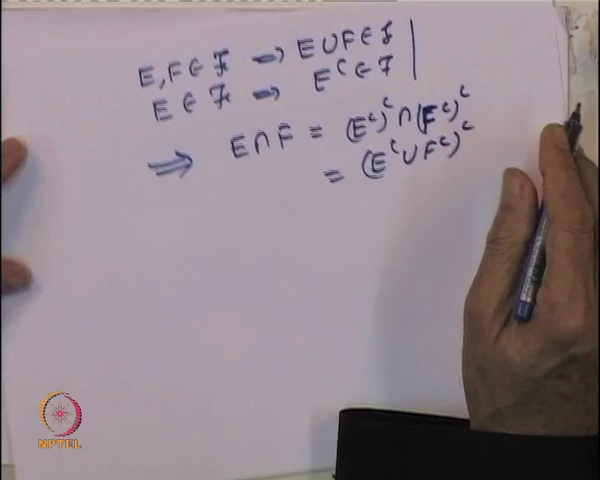 E, F ∈ 𝓕 ⟹ E ∪ F ∈ 𝓕
E ∈ 𝓕 ⟹ E^c ∈ 𝓕
⟹ E ∩ F = (E^c)^c ∩ (F^c)^c
= (E^c ∪ F^c)^c
NPTEL